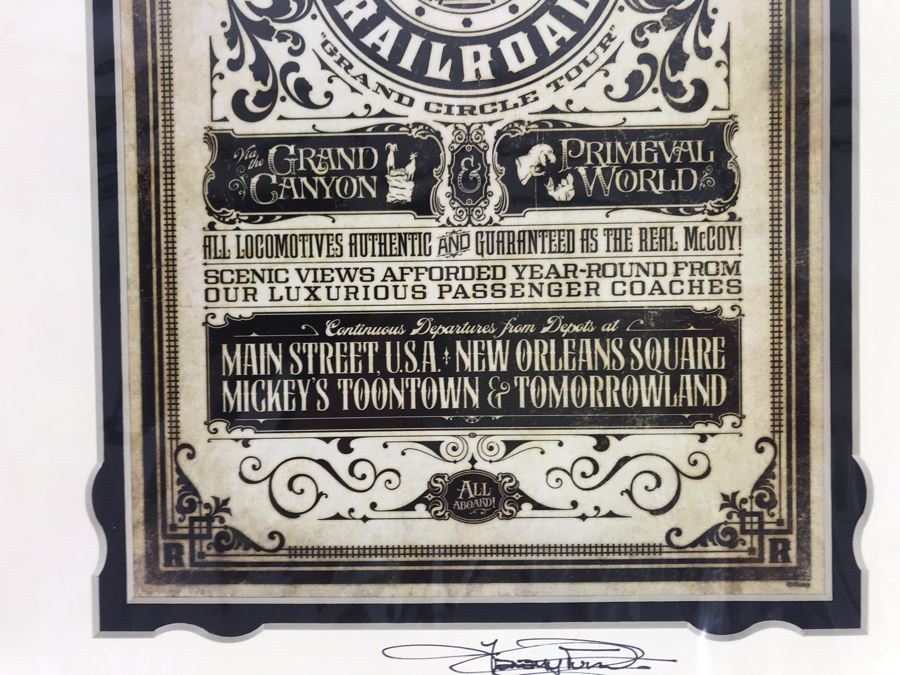 RAILROAD
"GRAND CIRCLE TOUR"
Via the GRAND CANYON
&
PRIMEVAL WORLD
ALL LOCOMOTIVES AUTHENTIC AND GUARANTEED AS THE REAL McCOY!
SCENIC VIEWS AFFORDED YEAR-ROUND FROM
OUR LUXURIOUS PASSENGER COACHES
Continuous Departures from Depots at
MAIN STREET, U.S.A. NEW ORLEANS SQUARE
MICKEY'S TOONTOWN & TOMORROWLAND
ALL
ABOARD!
R R
©Disney